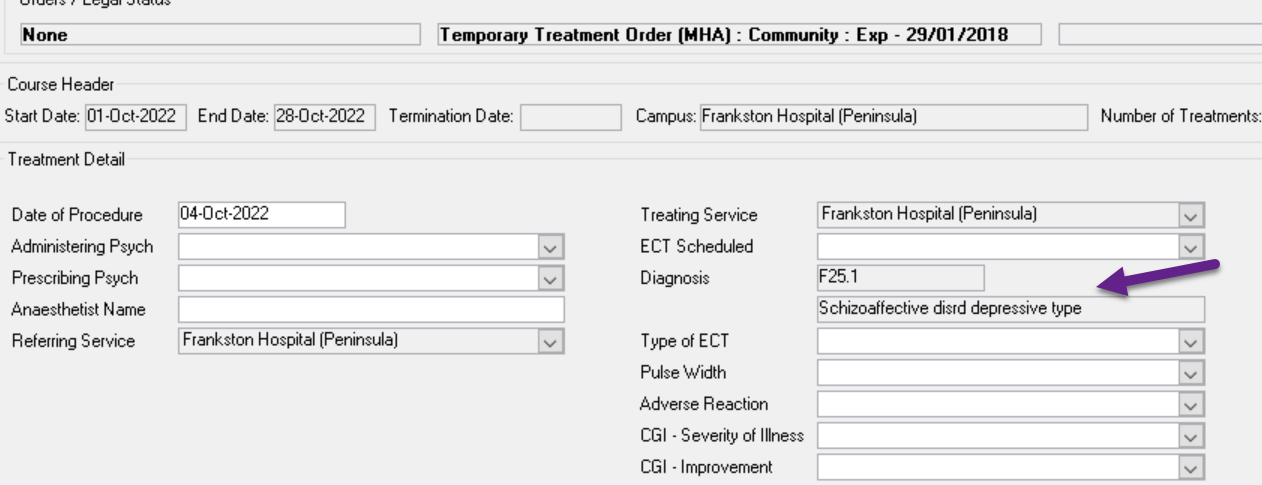 Orders / Legal Status
None Temporary Treatment Order (MHA) : Community : Exp - 29/01/2018
Course Header
Start Date: 01-Oct-2022 End Date: 28-Oct-2022 Termination Date: Campus: Frankston Hospital (Peninsula) Number of Treatments:
Treatment Detail
Date of Procedure 04-Oct-2022 Treating Service Frankston Hospital (Peninsula)
Administering Psych ECT Scheduled
Prescribing Psych Diagnosis F25.1
Anaesthetist Name Schizoaffective disrd depressive type
Referring Service Frankston Hospital (Peninsula) Type of ECT
Pulse Width
Adverse Reaction
CGI - Severity of Illness
CGI - Improvement